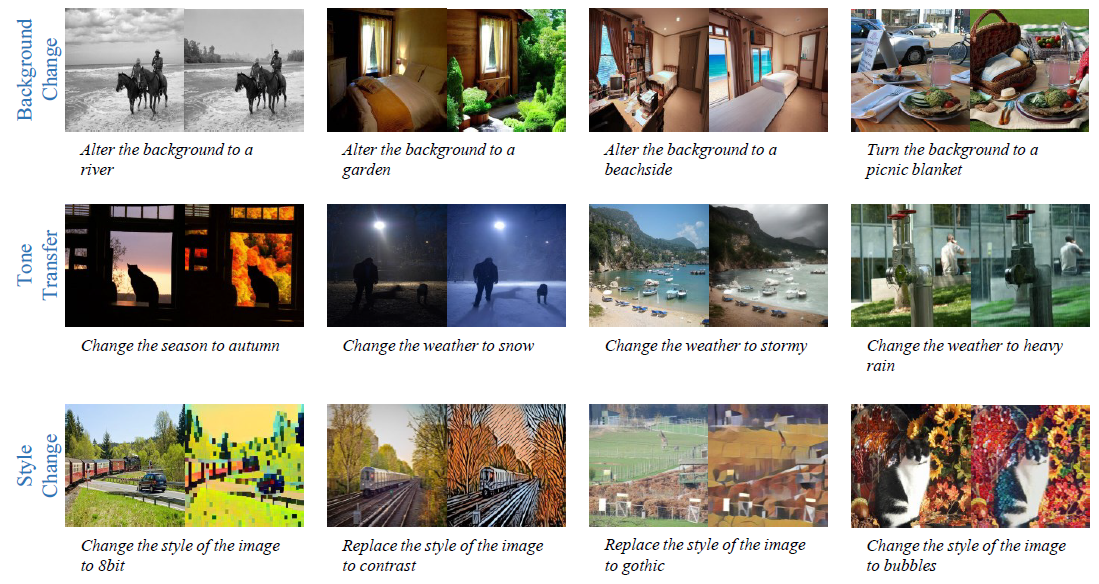 Background
Change
Alter the background to a
river
Alter the background to a
garden
Alter the background to a
beachside
Turn the background to a
picnic blanket
Tone
Transfer
Change the season to autumn
Change the weather to snow
Change the weather to stormy
Change the weather to heavy
rain
Style
Change
Change the style of the image
to 8bit
Replace the style of the image
to contrast
Replace the style of the image
to gothic
Change the style of the image
to bubbles